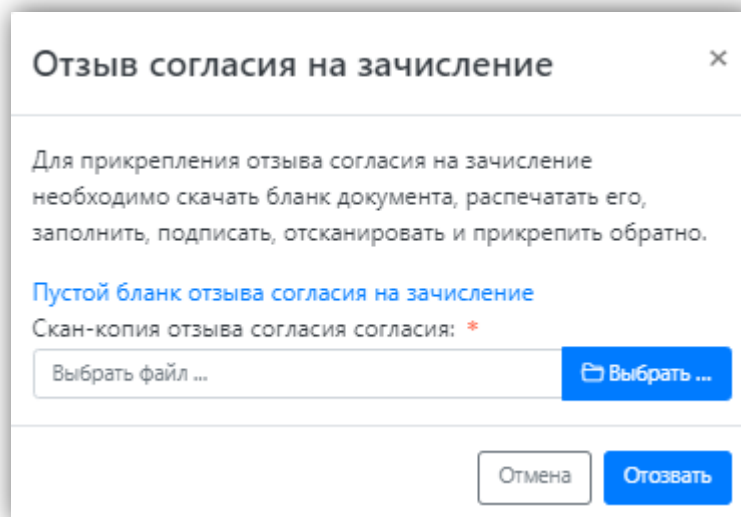 Отзыв согласия на зачисление ×
Для прикрепления отзыва согласия на зачисление
необходимо скачать бланк документа, распечатать его,
заполнить, подписать, отсканировать и прикрепить обратно.
Пустой бланк отзыва согласия на зачисление
Скан-копия отзыва согласия согласия: *
Выбрать файл ... Выбрать ...
Отмена Отозвать